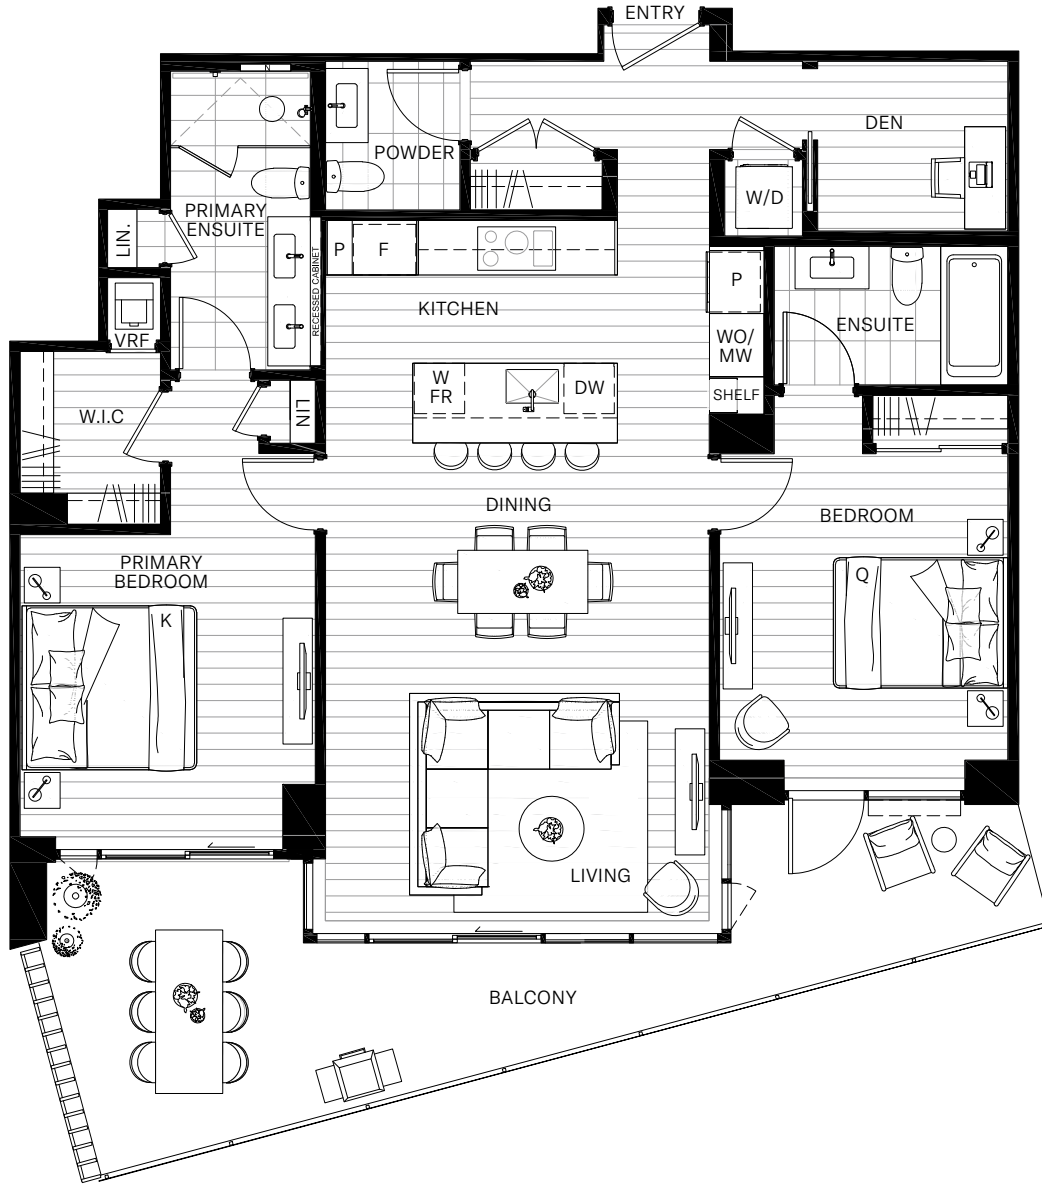 ENTRY
DEN
POWDER
W/D
PRIMARY
ENSUITE
LIN.
P
F
RECESSED CABINET
P
KITCHEN
ENSUITE
VRF
WO/
MW
W
FR
DW
SHELF
LIN
W.I.C
DINING
BEDROOM
PRIMARY
BEDROOM
Q
K
LIVING
BALCONY